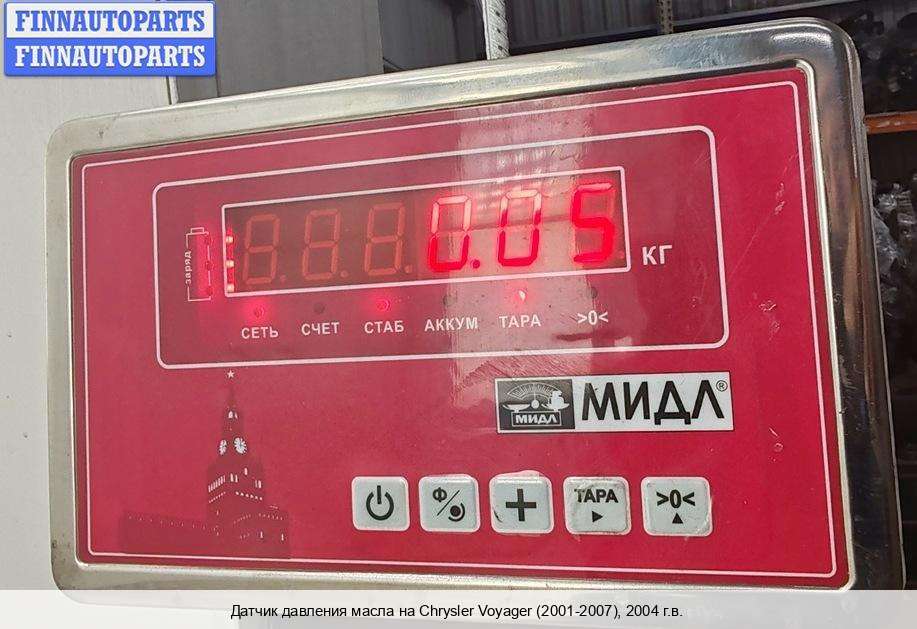 FINNAUTOPARTS
FINNAUTOPARTS
заряд
0.05 КГ
СЕТЬ СЧЕТ СТАБ АККУМ ТАРА >0<
МИДЛ МИДЛ®
Ф ТАРА >0<
Датчик давления масла на Chrysler Voyager (2001-2007), 2004 г.в.